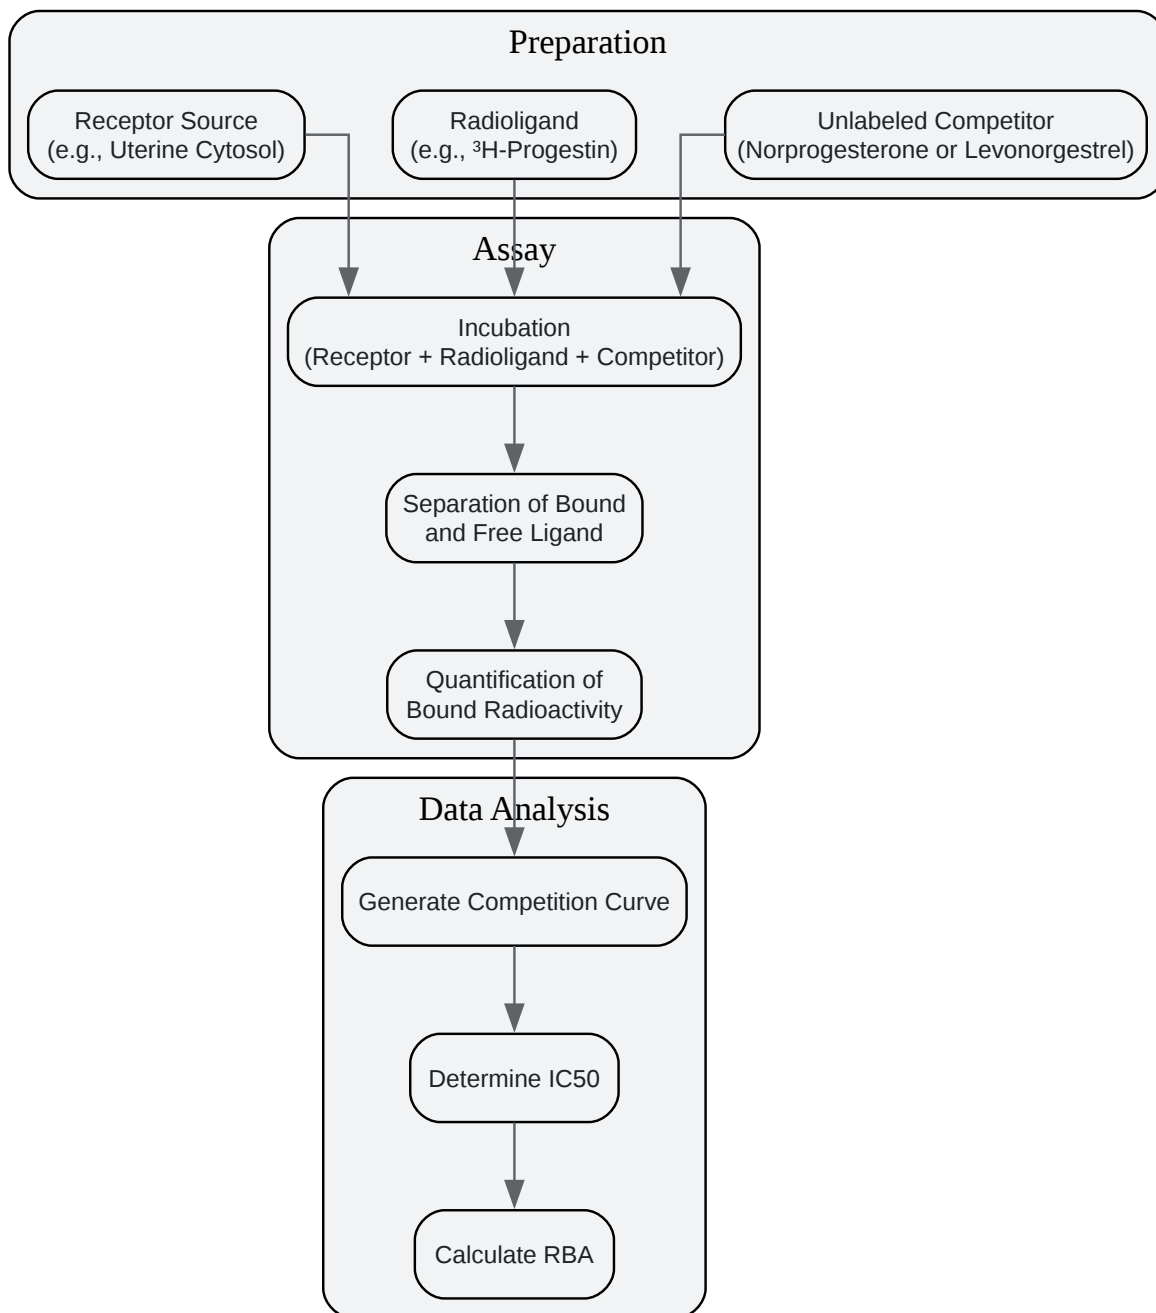 Preparation
Receptor Source
(e.g., Uterine Cytosol)
Radioligand
(e.g., ³H-Progestin)
Unlabeled Competitor
(Norprogesterone or Levonorgestrel)
Assay
Incubation
(Receptor + Radioligand + Competitor)
Separation of Bound
and Free Ligand
Quantification of
Bound Radioactivity
Data Analysis
Generate Competition Curve
Determine IC50
Calculate RBA